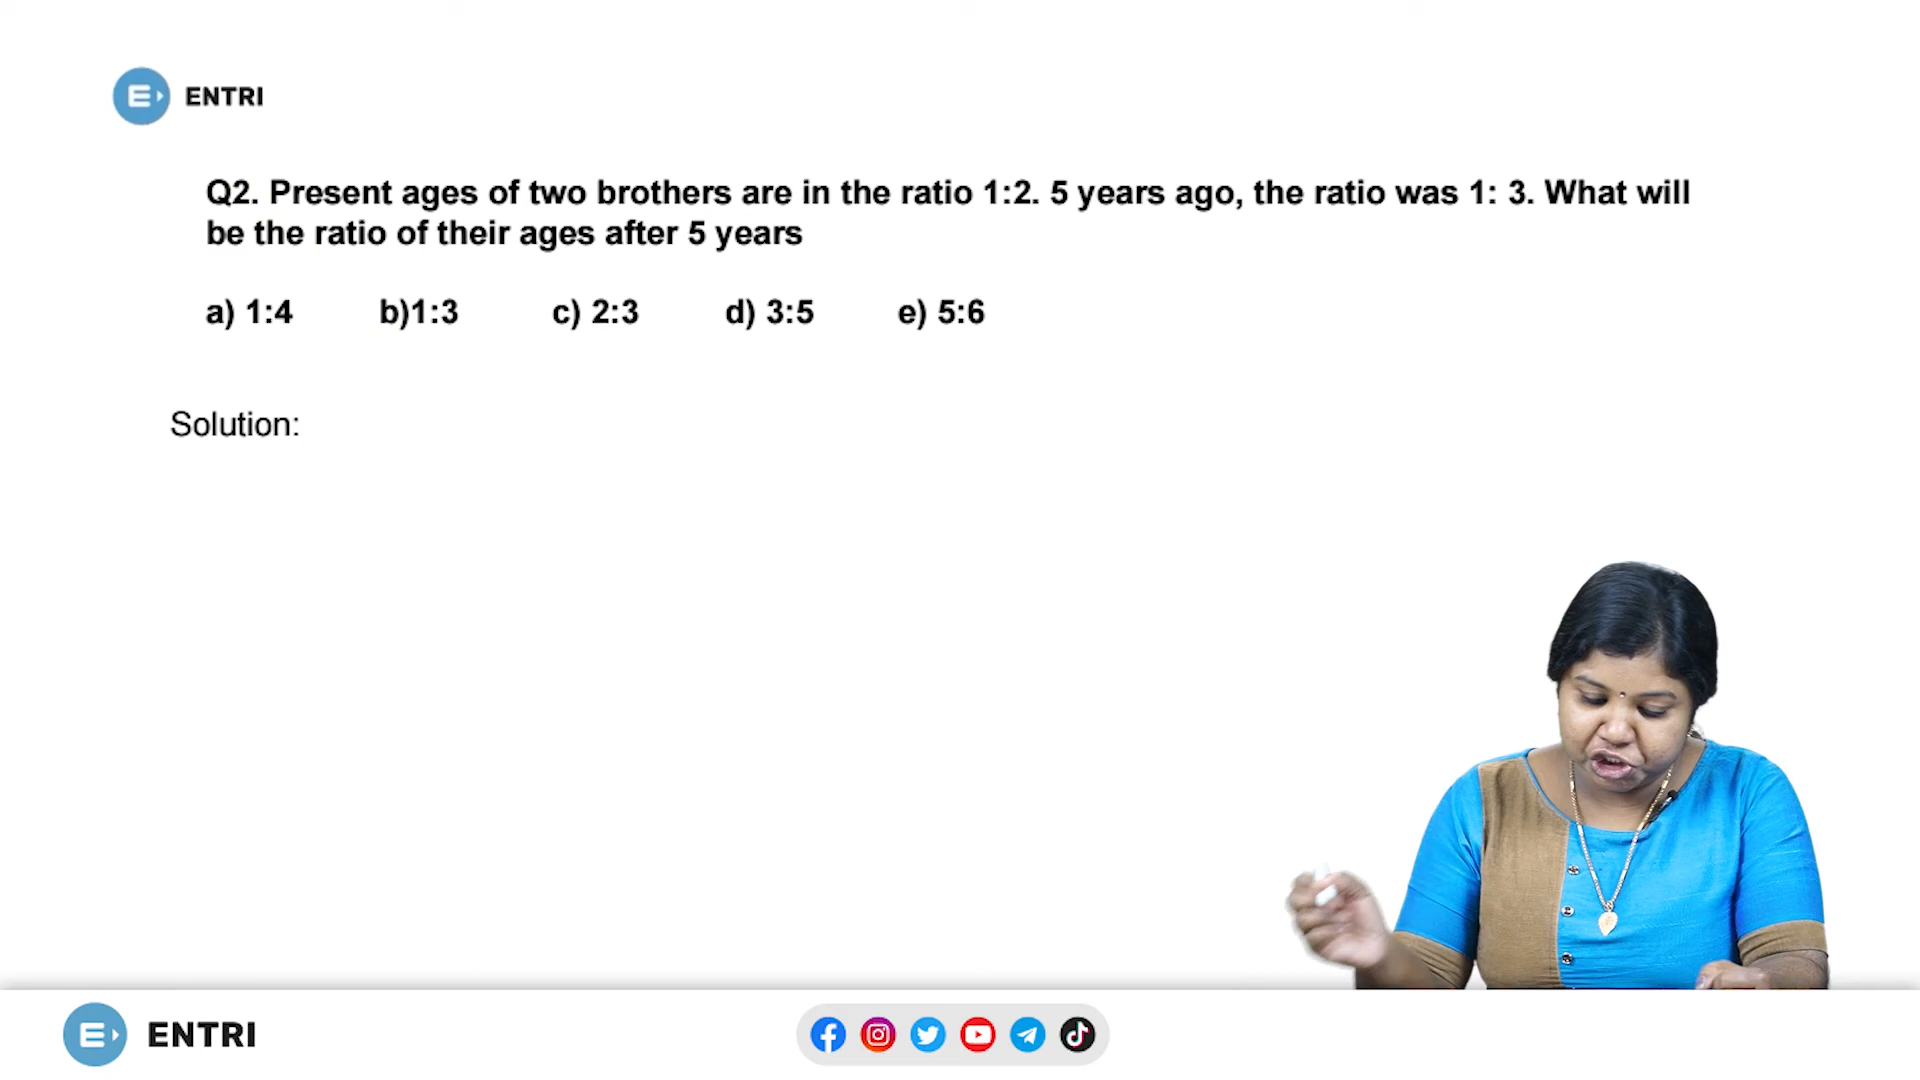 ENTRI
Q2. Present ages of two brothers are in the ratio 1:2. 5 years ago, the ratio was 1: 3. What will
be the ratio of their ages after 5 years
a) 1:4 b)1:3 c) 2:3 d) 3:5 e) 5:6
Solution:
ENTRI